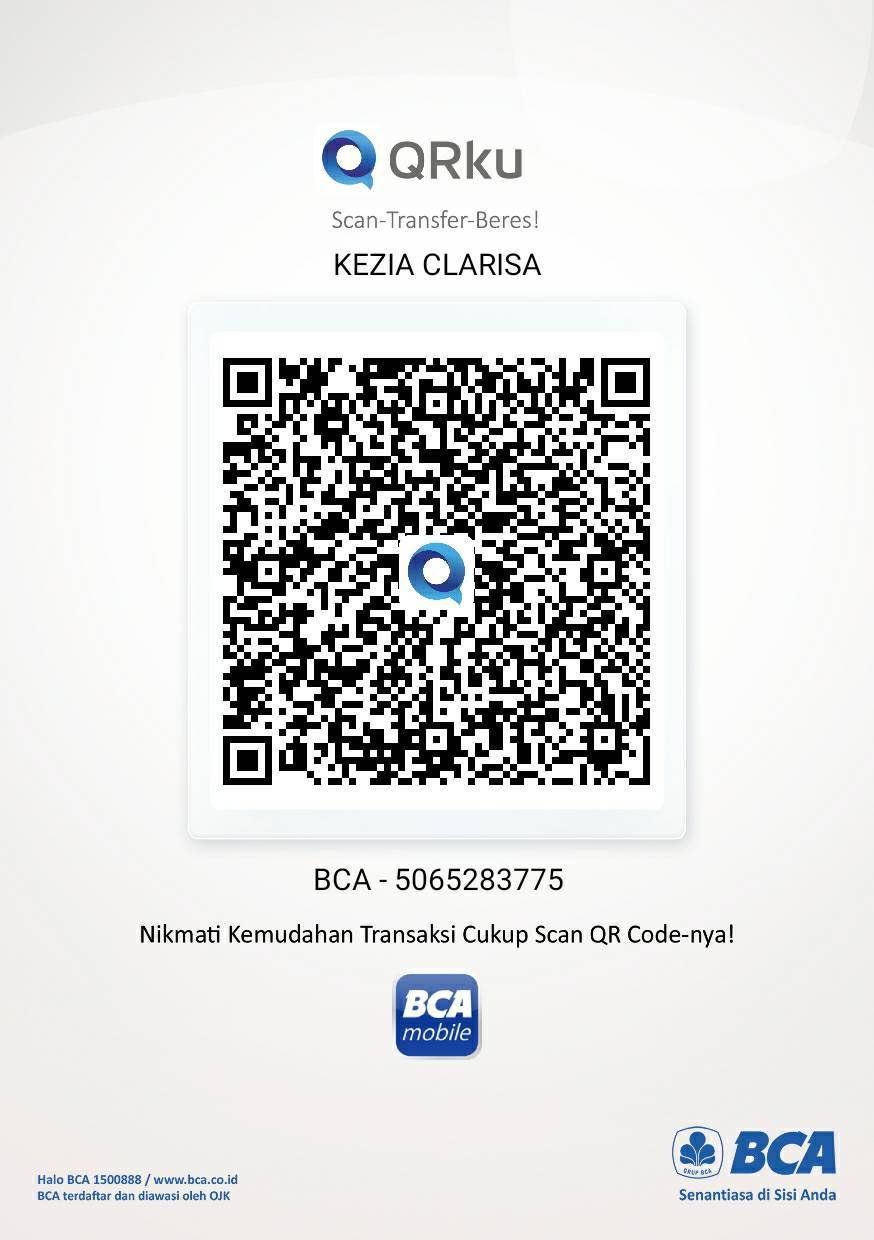 QRku
Scan-Transfer-Beres!
KEZIA CLARISA
BCA - 5065283775
Nikmati Kemudahan Transaksi Cukup Scan QR Code-nya!
BCA
mobile
Halo BCA 1500888 / www.bca.co.id
BCA terdaftar dan diawasi oleh OJK
GRUP BCA
BCA
Senantiasa di Sisi Anda